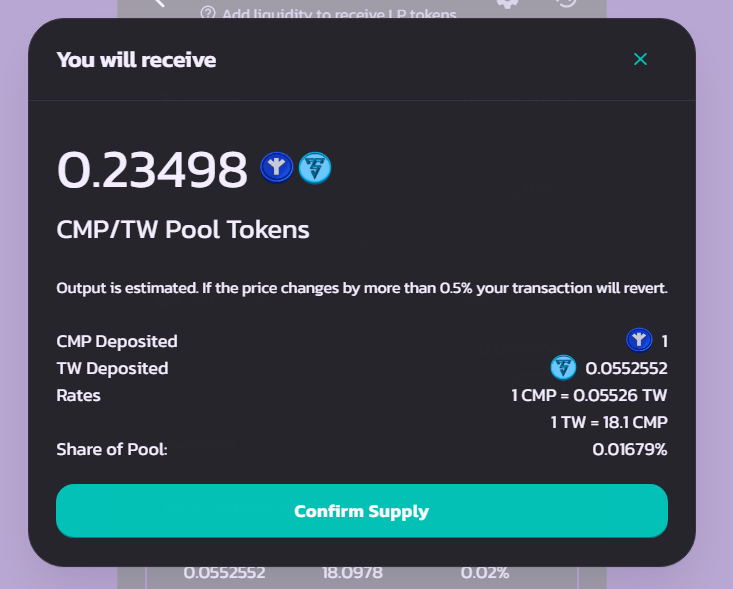 Add liquidity to receive LP tokens
You will receive
0.23498
CMP/TW Pool Tokens
Output is estimated. If the price changes by more than 0.5% your transaction will revert.
CMP Deposited 1
TW Deposited 0.0552552
Rates 1 CMP = 0.05526 TW
1 TW = 18.1 CMP
Share of Pool: 0.01679%
Confirm Supply
0.0552552 18.0978 0.02%